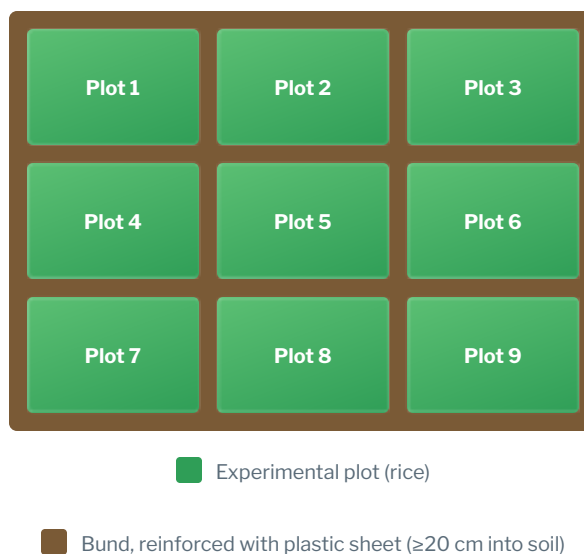 Plot 1
Plot 2
Plot 3
Plot 4
Plot 5
Plot 6
Plot 7
Plot 8
Plot 9
Experimental plot (rice)
Bund, reinforced with plastic sheet (≥20 cm into soil)